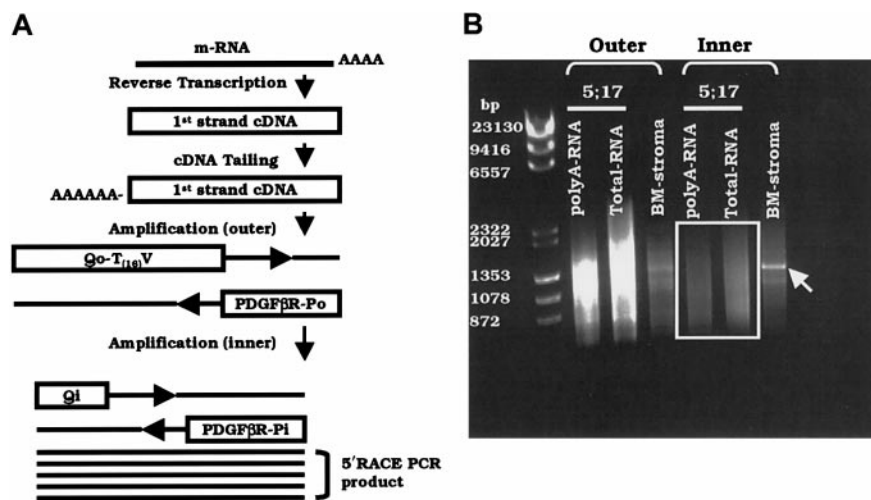 A
m-RNA
AAAA
Reverse Transcription
1st strand cDNA
cDNA Tailing
AAAAAA-
1st strand cDNA
Amplification (outer)
Qo-T(16)V
PDGFβR-Po
Amplification (inner)
Qi
PDGFβR-Pi
5'RACE PCR
product
B
Outer
Inner
5;17
5;17
bp
23130
9416
6557
2322
2027
1353
1078
872
polyA-RNA
Total-RNA
BM-stroma
polyA-RNA
Total-RNA
BM-stroma